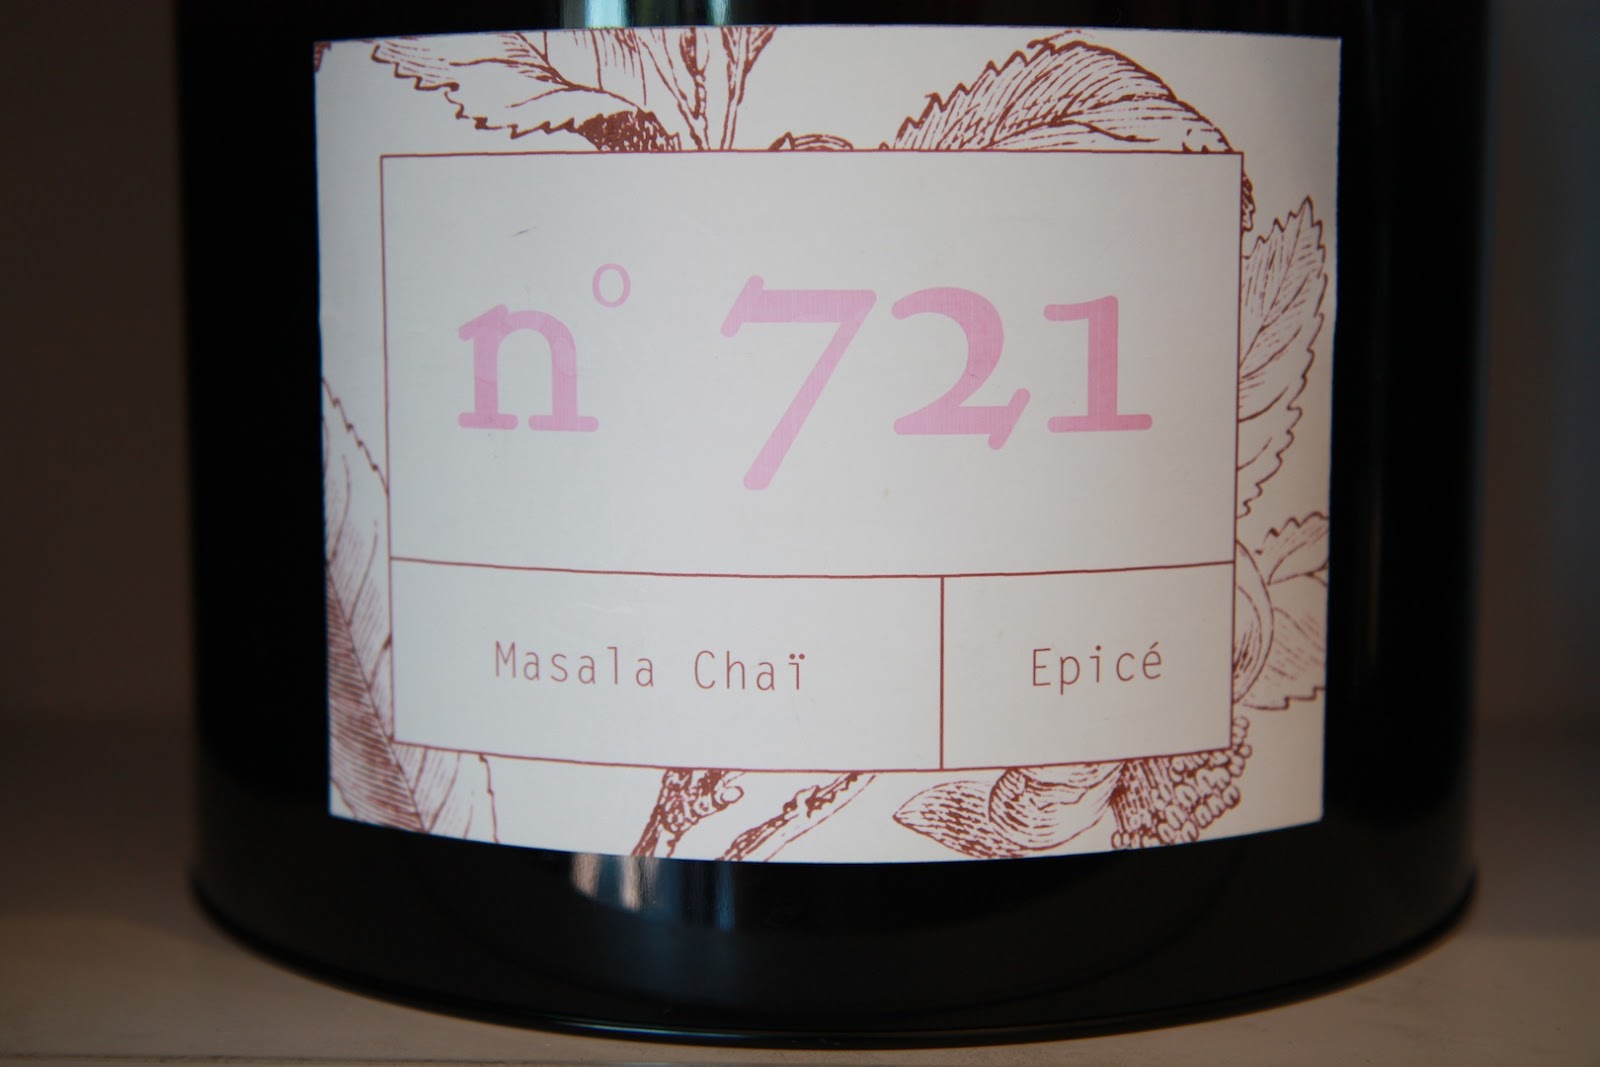 n° 721
Masala Chaï
Epicé